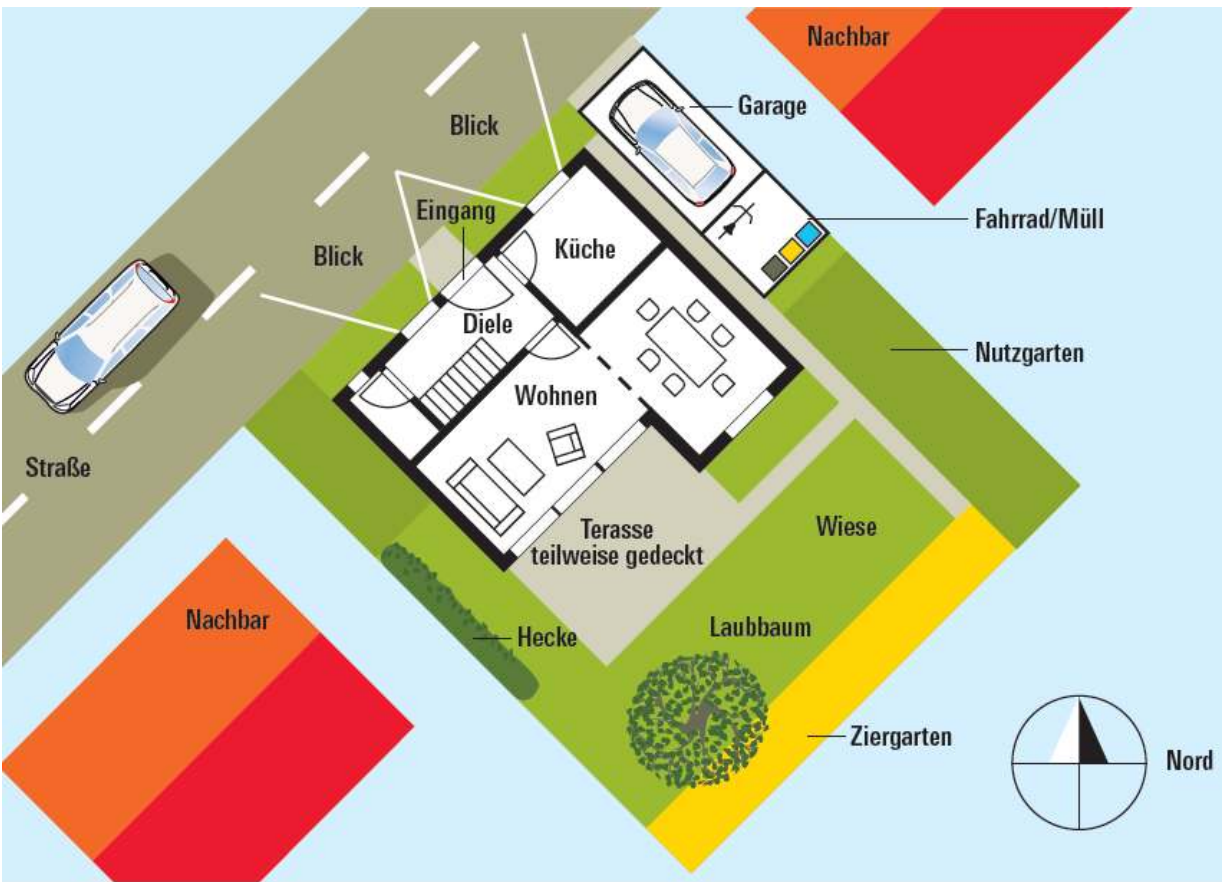 Nachbar
Garage
Blick
Eingang
Fahrrad/Müll
Küche
Blick
Diele
Nutzgarten
Wohnen
Straße
Terasse
teilweise gedeckt
Wiese
Nachbar
Hecke
Laubbaum
Ziergarten
Nord